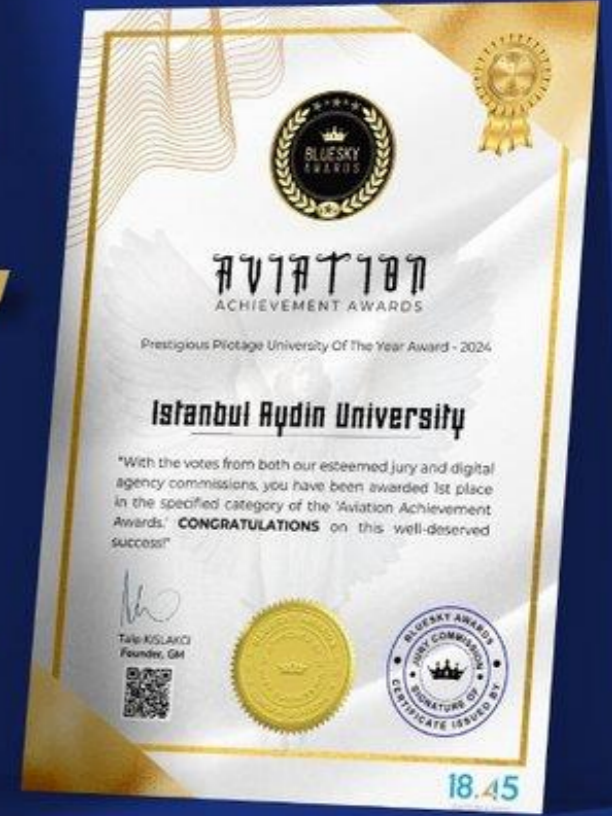 BLUESKY
AWARDS
AVIATION
ACHIEVEMENT AWARDS
Prestigious Pilotage University Of The Year Award - 2024
Istanbul Aydin University
"With the votes from both our esteemed jury and digital
agency commissions, you have been awarded 1st place
in the specified category of the 'Aviation Achievement
Awards.' CONGRATULATIONS on this well-deserved
success!"
Talip KISLAKCI
Founder, GM
BLUESKY AWARDS
JURY COMMISSION
SIGNATURE OF
CERTIFICATE ISSUED BY
18.45